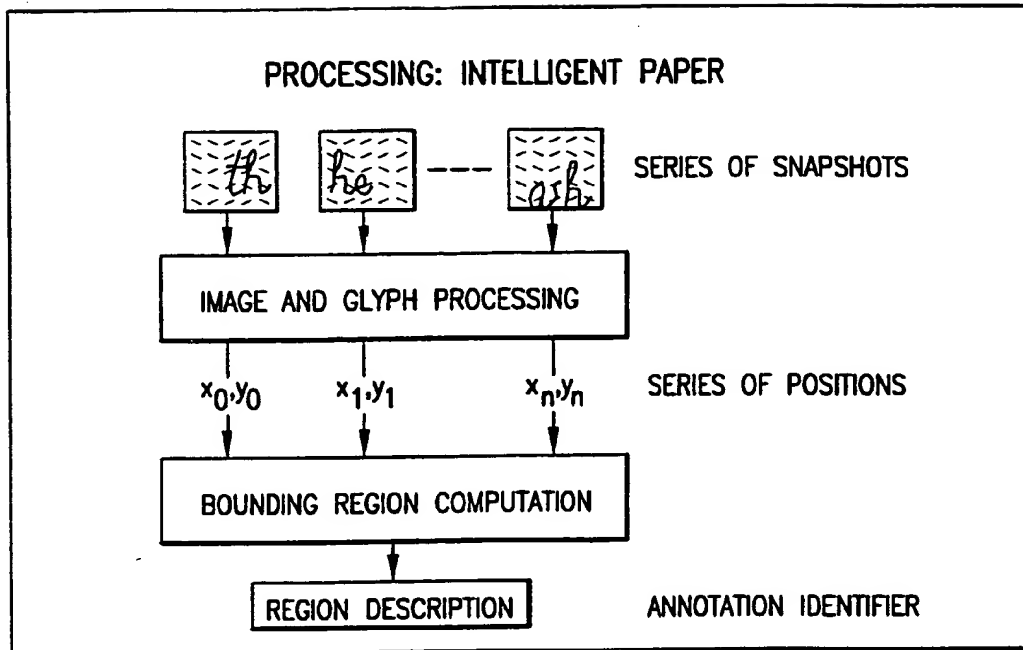 PROCESSING: INTELLIGENT PAPER
th he ash
SERIES OF SNAPSHOTS
IMAGE AND GLYPH PROCESSING
x0,y0 x1,y1 xn,yn
SERIES OF POSITIONS
BOUNDING REGION COMPUTATION
REGION DESCRIPTION
ANNOTATION IDENTIFIER